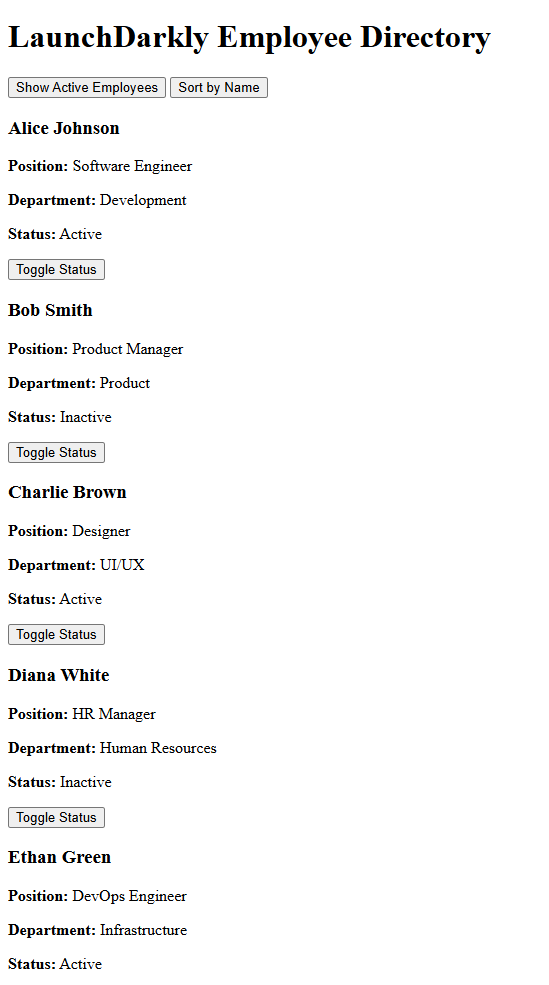 LaunchDarkly Employee Directory
Show Active Employees Sort by Name
Alice Johnson
Position: Software Engineer
Department: Development
Status: Active
Toggle Status
Bob Smith
Position: Product Manager
Department: Product
Status: Inactive
Toggle Status
Charlie Brown
Position: Designer
Department: UI/UX
Status: Active
Toggle Status
Diana White
Position: HR Manager
Department: Human Resources
Status: Inactive
Toggle Status
Ethan Green
Position: DevOps Engineer
Department: Infrastructure
Status: Active